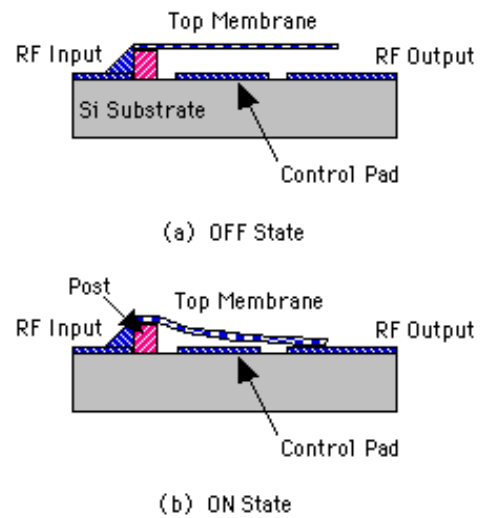 Top Membrane
RF Input
RF Output
Si Substrate
Control Pad
(a) OFF State
Post
Top Membrane
RF Input
RF Output
Control Pad
(b) ON State